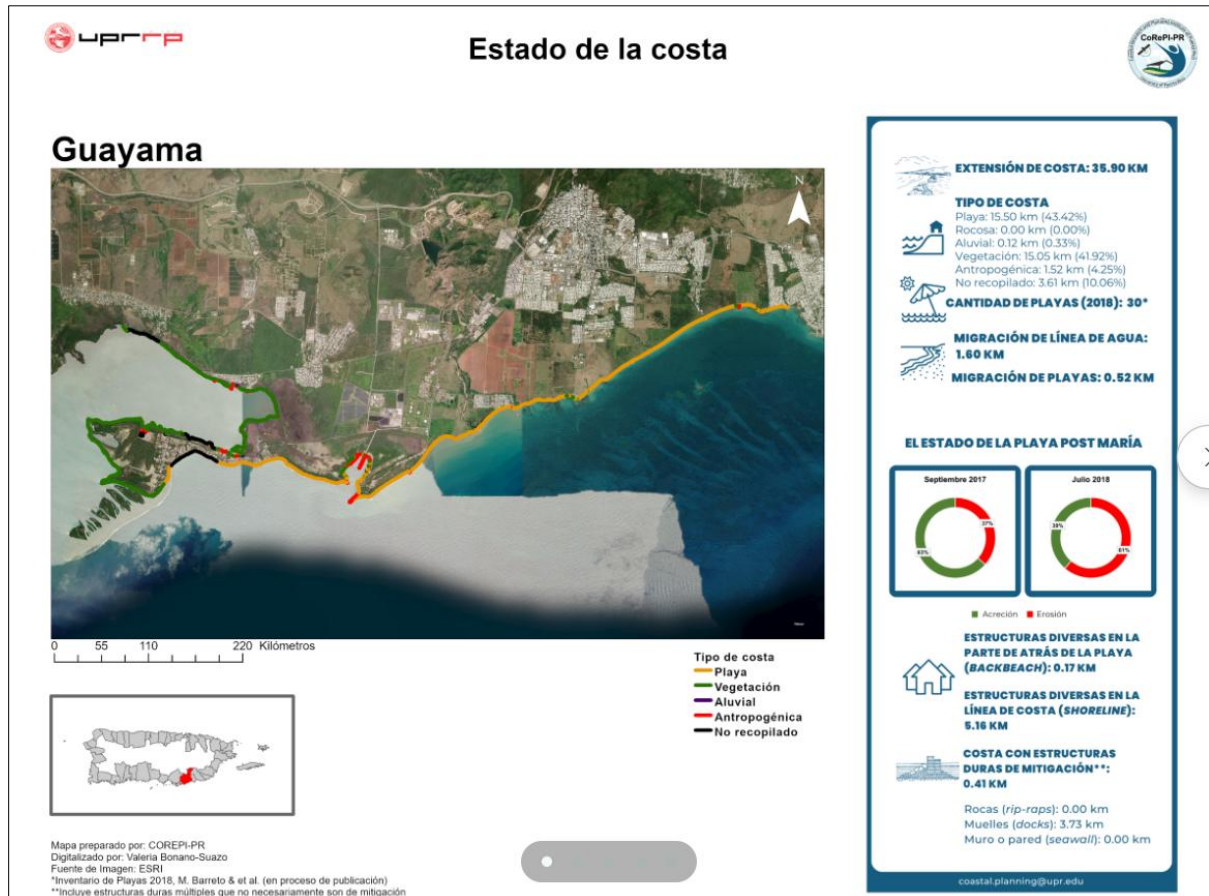 uprrp
Estado de la costa
CoRePI-PR
Guayama
N
0 55 110 220 Kilómetros
Tipo de costa
Playa
Vegetación
Aluvial
Antropogénica
No recopilado
Mapa preparado por: COREPI-PR
Digitalizado por: Valeria Bonano-Suazo
Fuente de Imagen: ESRI
*Inventario de Playas 2018, M. Barreto & et al. (en proceso de publicación)
**Incluye estructuras duras múltiples que no necesariamente son de mitigación
EXTENSIÓN DE COSTA: 35.90 KM
TIPO DE COSTA
Playa: 15.50 km (43.42%)
Rocosa: 0.00 km (0.00%)
Aluvial: 0.12 km (0.33%)
Vegetación: 15.05 km (41.92%)
Antropogénica: 1.52 km (4.25%)
No recopilado: 3.61 km (10.06%)
CANTIDAD DE PLAYAS (2018): 30*
MIGRACIÓN DE LÍNEA DE AGUA:
1.60 KM
MIGRACIÓN DE PLAYAS: 0.52 KM
EL ESTADO DE LA PLAYA POST MARÍA
Septiembre 2017
37%
63%
Julio 2018
39%
61%
Acreción Erosión
ESTRUCTURAS DIVERSAS EN LA
PARTE DE ATRÁS DE LA PLAYA
(BACKBEACH): 0.17 KM
ESTRUCTURAS DIVERSAS EN LA
LÍNEA DE COSTA (SHORELINE):
5.16 KM
COSTA CON ESTRUCTURAS
DURAS DE MITIGACIÓN**:
0.41 KM
Rocas (rip-raps): 0.00 km
Muelles (docks): 3.73 km
Muro o pared (seawall): 0.00 km
coastal.planning@upr.edu